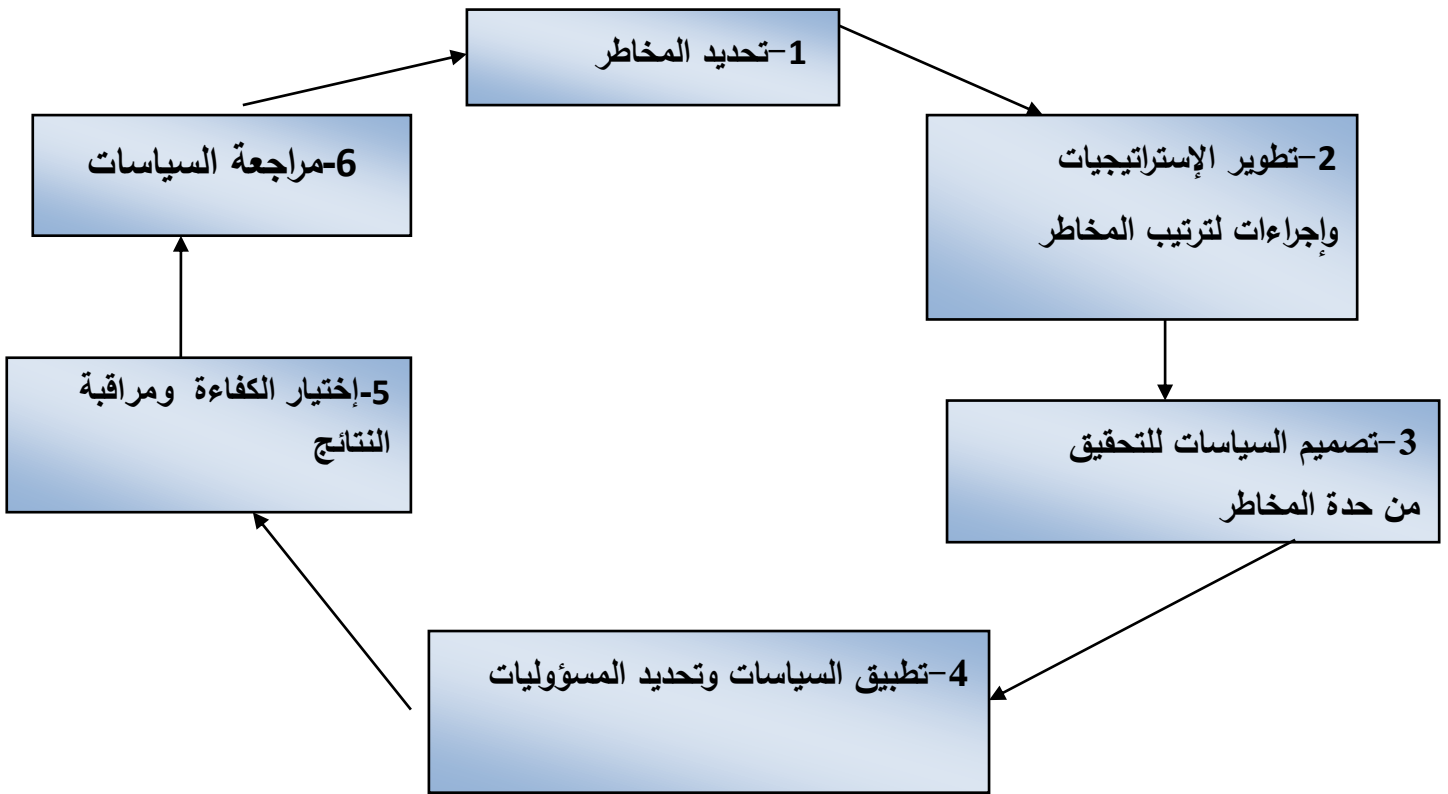 1-تحديد المخاطر
2-تطوير الإستراتيجيات
وإجراءات لترتيب المخاطر
3-تصميم السياسات للتحقيق
من حدة المخاطر
4-تطبيق السياسات وتحديد المسؤوليات
5-إختيار الكفاءة ومراقبة
النتائج
6-مراجعة السياسات